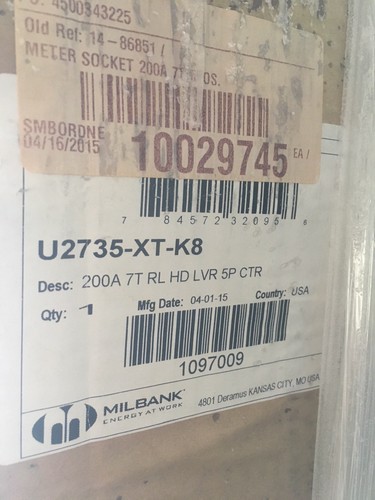 4500343225
Old Ref: 14-86851 /
METER SOCKET 200A 7T POS.
SMBORDNE
04/16/2015
10029745 EA /
7 84572 32095 6
U2735-XT-K8
Desc: 200A 7T RL HD LVR 5P CTR
Qty: 1
Mfg Date: 04-01-15 Country: USA
1097009
MILBANK
ENERGY AT WORK
4801 Deramus KANSAS CITY, MO USA